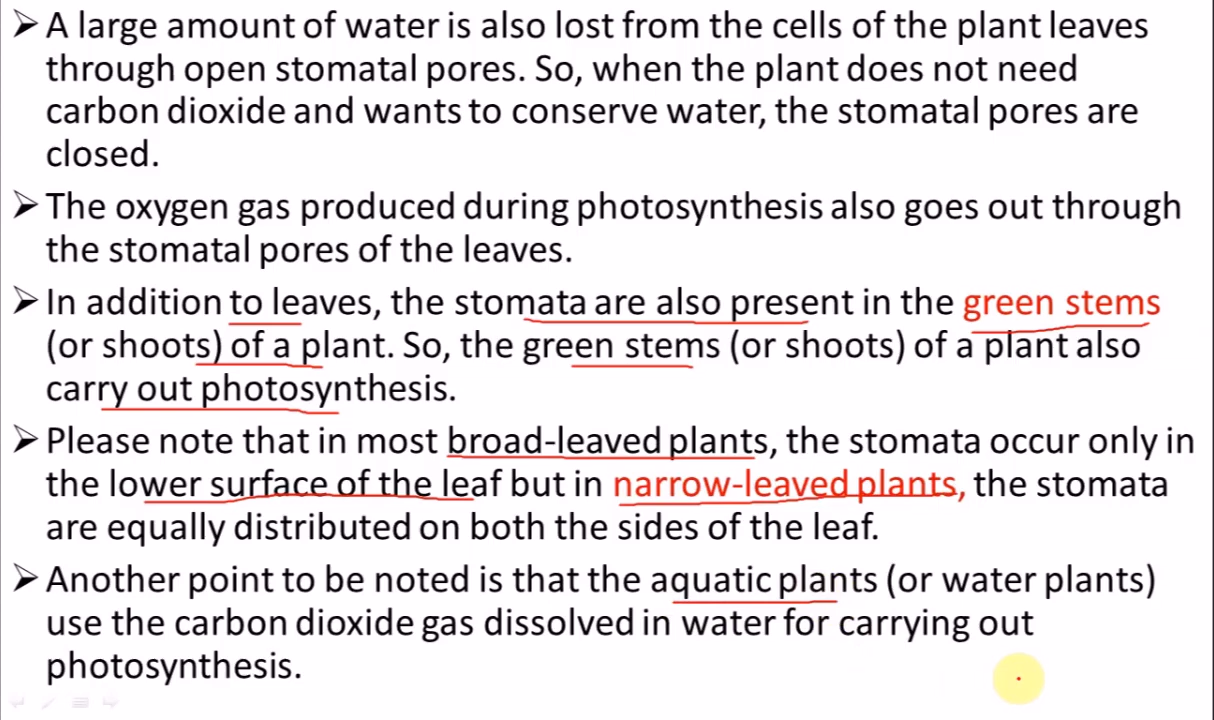 ➢ A large amount of water is also lost from the cells of the plant leaves
through open stomatal pores. So, when the plant does not need
carbon dioxide and wants to conserve water, the stomatal pores are
closed.
➢ The oxygen gas produced during photosynthesis also goes out through
the stomatal pores of the leaves.
➢ In addition to leaves, the stomata are also present in the green stems
(or shoots) of a plant. So, the green stems (or shoots) of a plant also
carry out photosynthesis.
➢ Please note that in most broad-leaved plants, the stomata occur only in
the lower surface of the leaf but in narrow-leaved plants, the stomata
are equally distributed on both the sides of the leaf.
➢ Another point to be noted is that the aquatic plants (or water plants)
use the carbon dioxide gas dissolved in water for carrying out
photosynthesis.